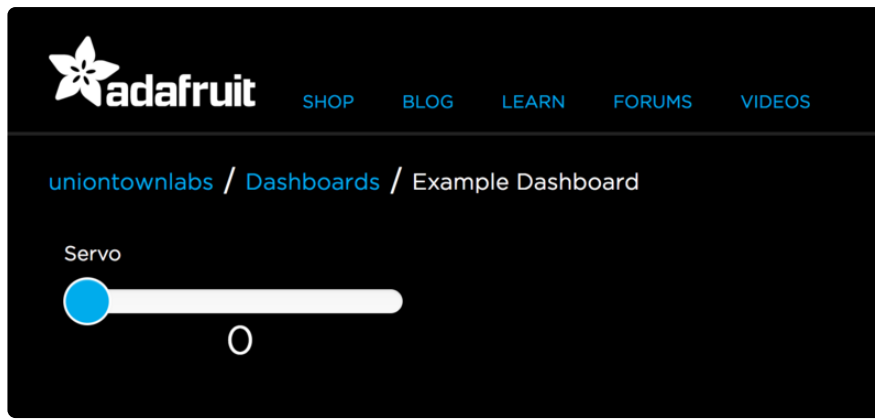 adafruit SHOP BLOG LEARN FORUMS VIDEOS
uniontownlabs / Dashboards / Example Dashboard
Servo
0